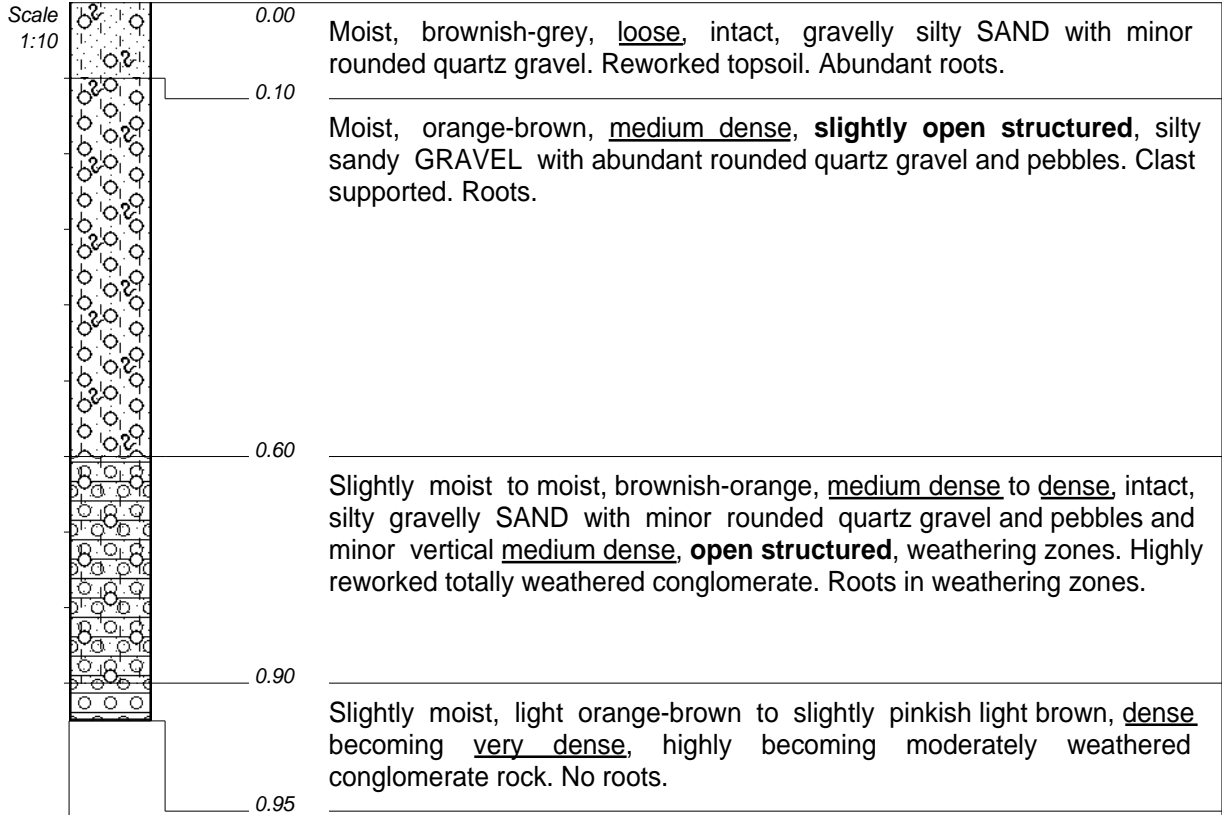 Scale
1:10
0.00
Moist, brownish-grey, loose, intact, gravelly silty SAND with minor
rounded quartz gravel. Reworked topsoil. Abundant roots.
0.10
Moist, orange-brown, medium dense, slightly open structured, silty
sandy GRAVEL with abundant rounded quartz gravel and pebbles. Clast
supported. Roots.
0.60
Slightly moist to moist, brownish-orange, medium dense to dense, intact,
silty gravelly SAND with minor rounded quartz gravel and pebbles and
minor vertical medium dense, open structured, weathering zones. Highly
reworked totally weathered conglomerate. Roots in weathering zones.
0.90
Slightly moist, light orange-brown to slightly pinkish light brown, dense
becoming very dense, highly becoming moderately weathered
conglomerate rock. No roots.
0.95